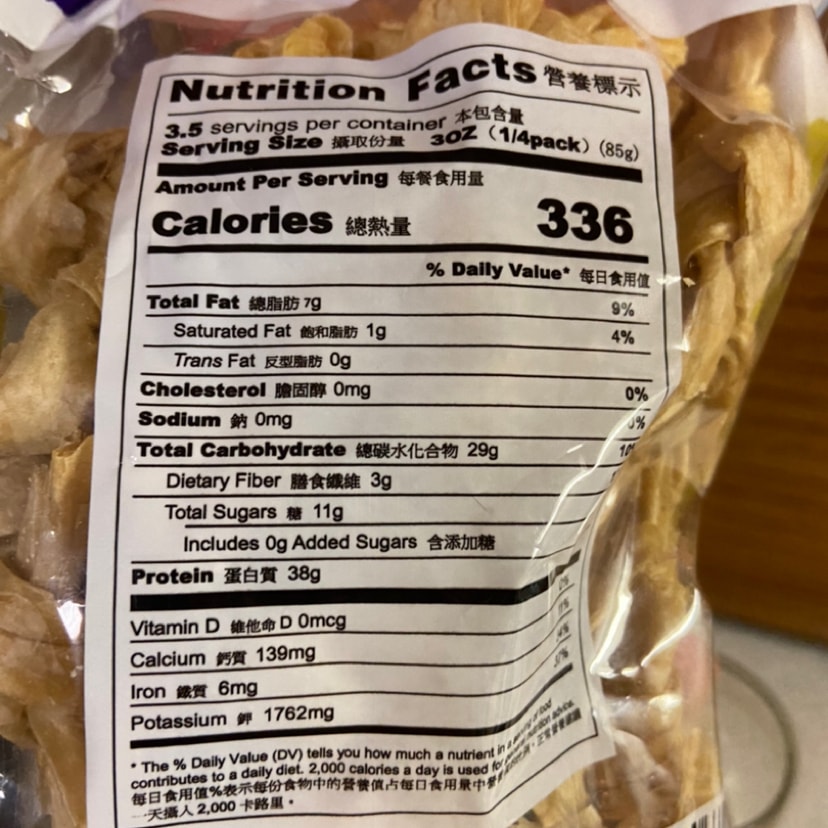 Nutrition Facts 營養標示
3.5 servings per container 本包含量
Serving Size 攝取份量 3OZ (1/4pack) (85g)
Amount Per Serving 每餐食用量
Calories 總熱量 336
% Daily Value* 每日食用值
Total Fat 總脂肪 7g 9%
Saturated Fat 飽和脂肪 1g 4%
Trans Fat 反型脂肪 0g
Cholesterol 膽固醇 0mg 0%
Sodium 鈉 0mg
Total Carbohydrate 總碳水化合物 29g
Dietary Fiber 膳食纖維 3g
Total Sugars 糖 11g
Includes 0g Added Sugars 含添加糖
Protein 蛋白質 38g
Vitamin D 維他命 D 0mcg
Calcium 鈣質 139mg
Iron 鐵質 6mg
Potassium 鉀 1762mg 37%
* The % Daily Value (DV) tells you how much a nutrient in a serving of food
contributes to a daily diet. 2,000 calories a day is used for nutrition advice.
每日食用值%表示每份食物中的營養值占每日食用量中
一天攝入 2,000 卡路里。